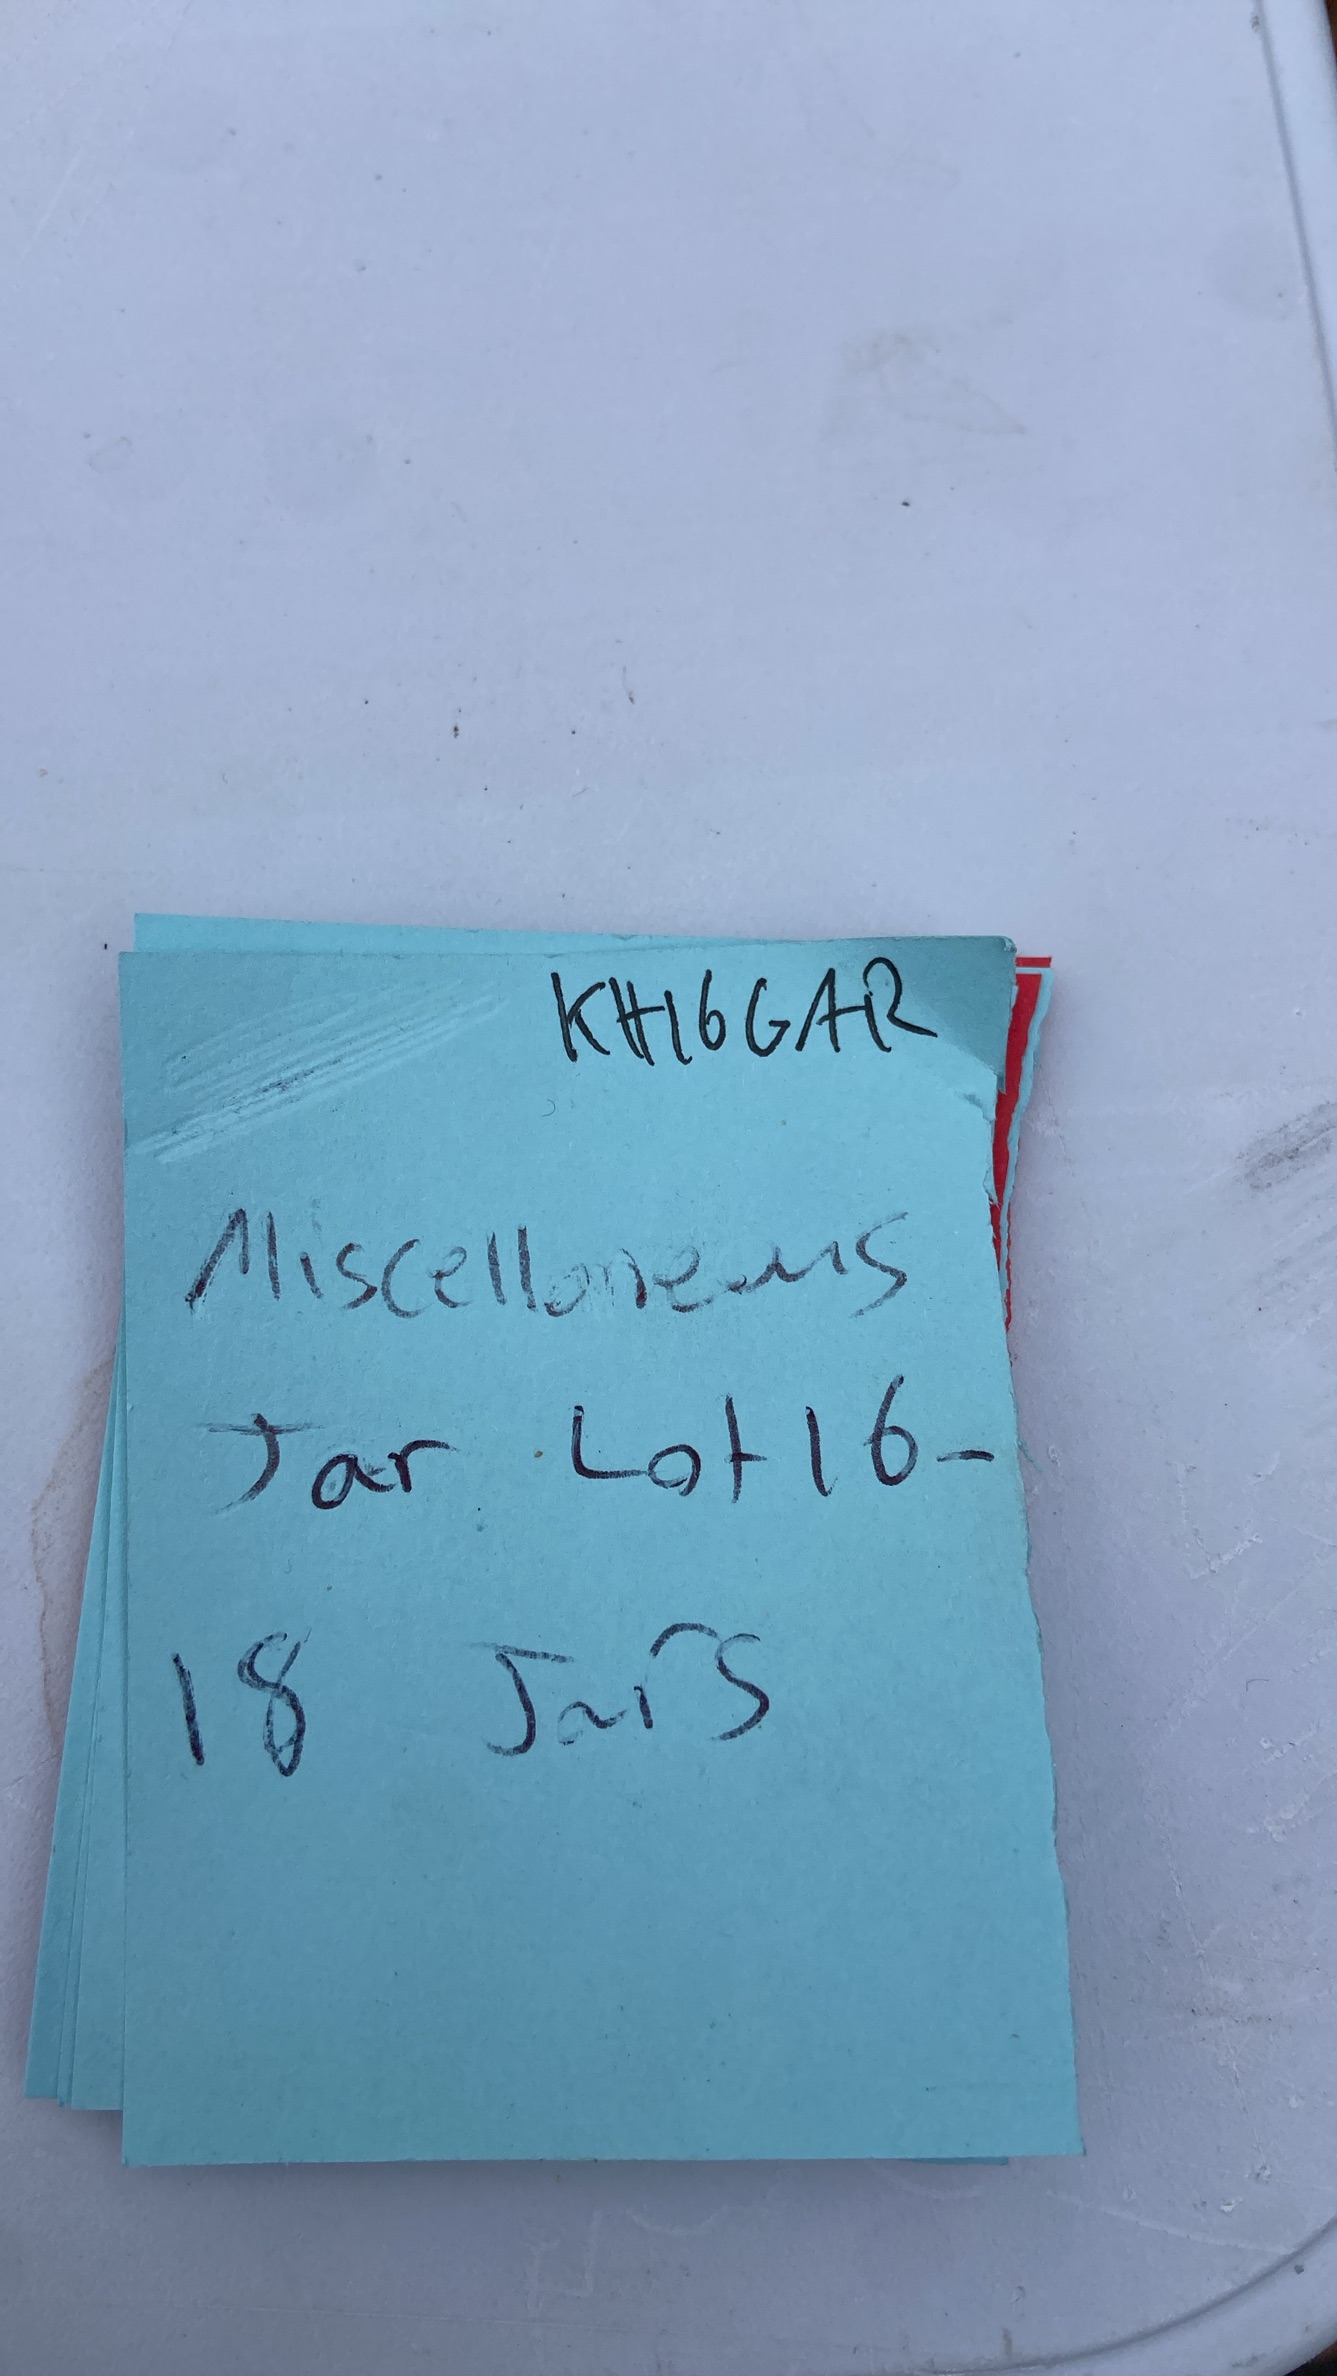 KH16GAR
Miscellaneous
Jar Lot 16-
18 Jars